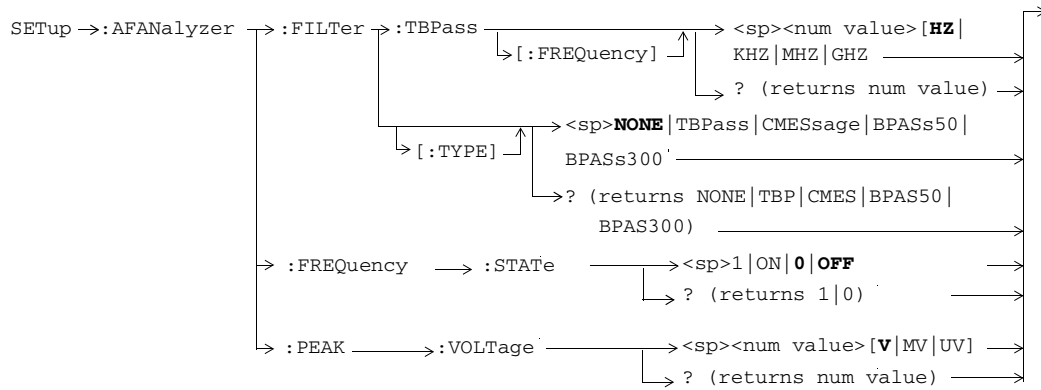 SETup :AFANalyzer :FILTer :TBPass <sp><num value>[HZ|
[:FREQuency] KHZ|MHZ|GHZ
? (returns num value)
<sp>NONE|TBPass|CMESsage|BPASs50|
[:TYPE] BPASs300
? (returns NONE|TBP|CMES|BPAS50|
BPAS300)
:FREQuency :STATe <sp>1|ON|0|OFF
? (returns 1|0)
:PEAK :VOLTage <sp><num value>[V|MV|UV]
? (returns num value)